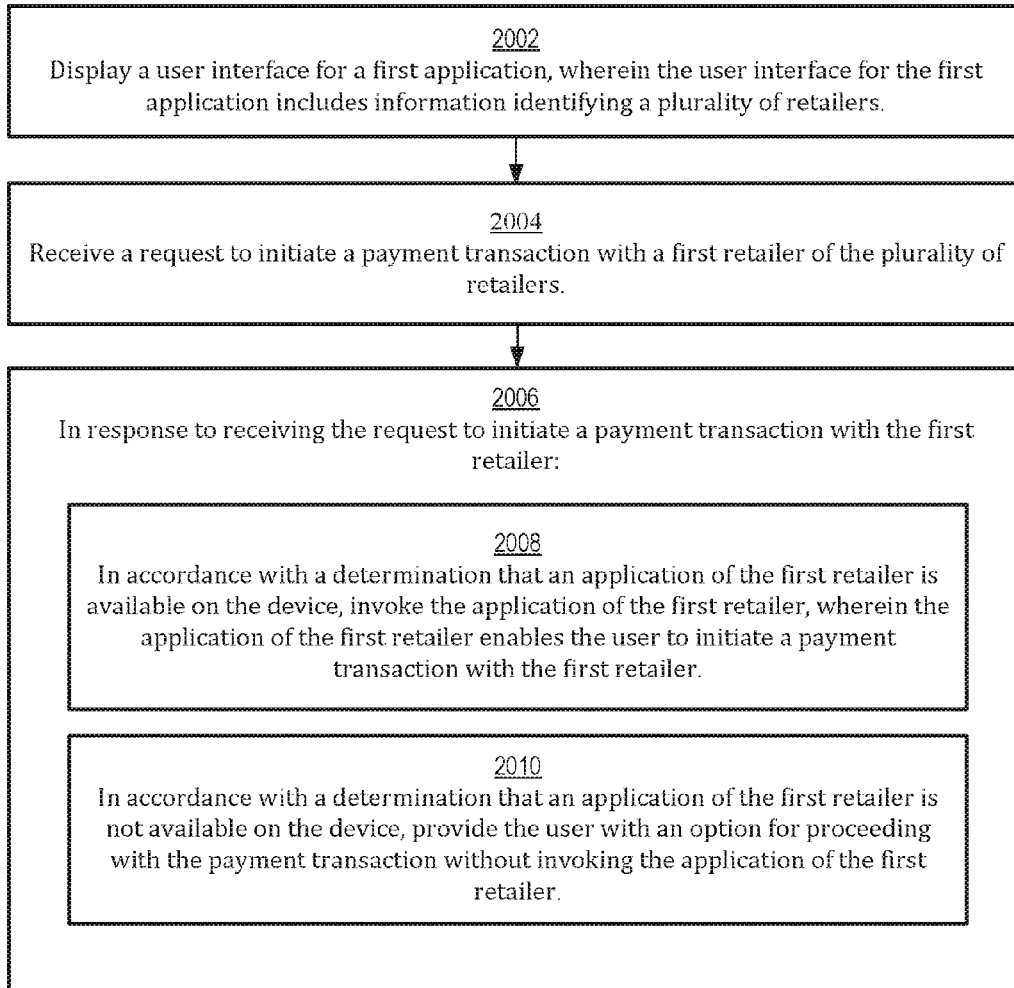 2002
Display a user interface for a first application, wherein the user interface for the first
application includes information identifying a plurality of retailers.
2004
Receive a request to initiate a payment transaction with a first retailer of the plurality of
retailers.
2006
In response to receiving the request to initiate a payment transaction with the first
retailer:
2008
In accordance with a determination that an application of the first retailer is
available on the device, invoke the application of the first retailer, wherein the
application of the first retailer enables the user to initiate a payment
transaction with the first retailer.
2010
In accordance with a determination that an application of the first retailer is
not available on the device, provide the user with an option for proceeding
with the payment transaction without invoking the application of the first
retailer.